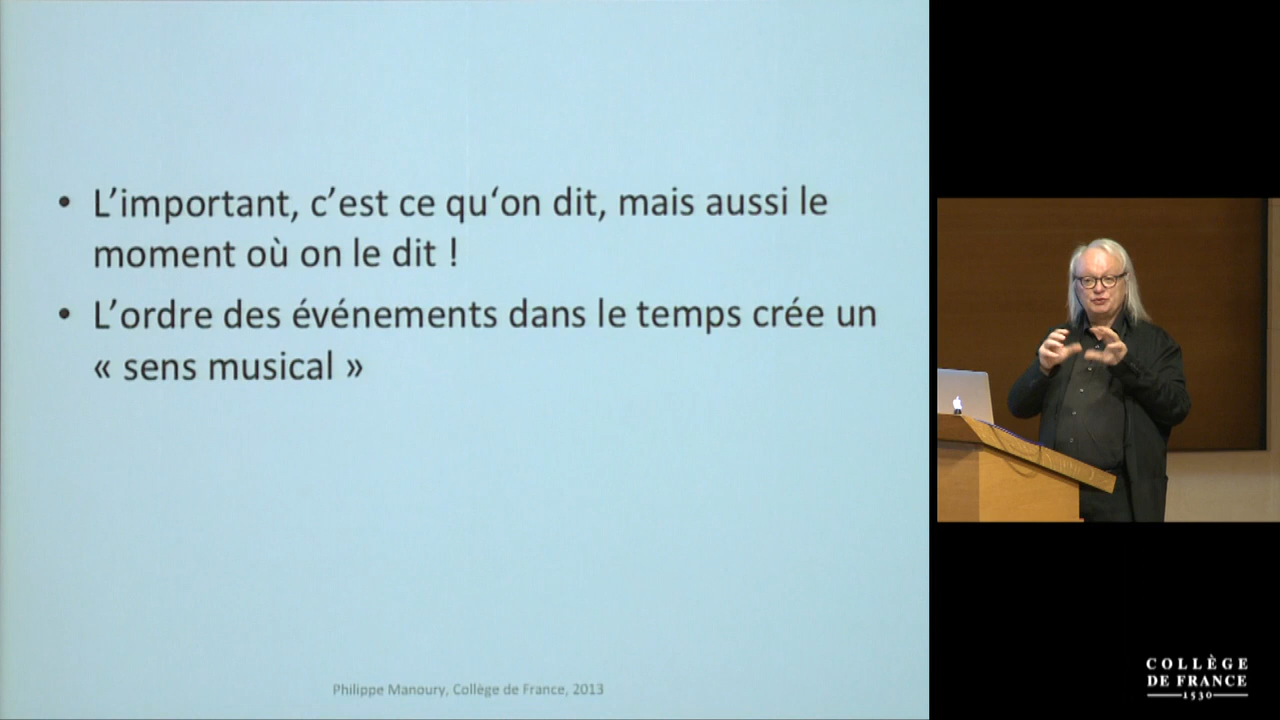 • L’important, c’est ce qu‘on dit, mais aussi le
moment où on le dit !
• L’ordre des événements dans le temps crée un
« sens musical »
Philippe Manoury, Collège de France, 2013
COLLÈGE
DE FRANCE
1530